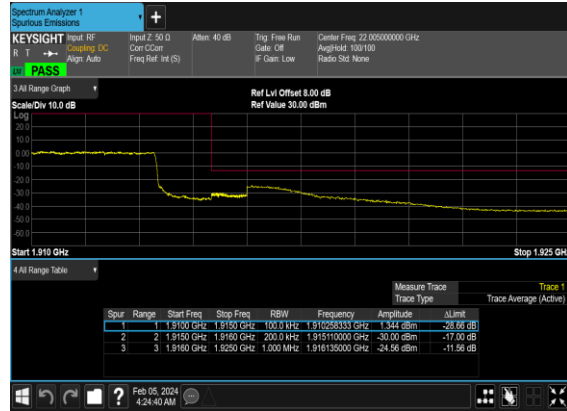 Spectrum Analyzer 1
Spurious Emissions
+
KEYSIGHT Input: RF Input Z: 50 Ω Atten: 40 dB Trig: Free Run Center Freq: 22.005000000 GHz
R T Coupling: DC Corr CCorr Gate: Off Avg|Hold: 100/100
Align: Auto Freq Ref: Int (S) IF Gain: Low Radio Std: None
PASS
3 All Range Graph
Ref Lvl Offset 8.00 dB
Scale/Div 10.0 dB Ref Value 30.00 dBm
Log
20.0
10.0
0.00
-10.0
-20.0
-30.0
-40.0
-50.0
-60.0
Start 1.910 GHz Stop 1.925 GHz
4 All Range Table
Measure Trace Trace 1
Trace Type Trace Average (Active)
Spur Range Start Freq Stop Freq RBW Frequency Amplitude ΔLimit
1 1 1.9100 GHz 1.9150 GHz 100.0 kHz 1.910258333 GHz 1.344 dBm -28.66 dB
2 2 1.9150 GHz 1.9160 GHz 200.0 kHz 1.915110000 GHz -30.00 dBm -17.00 dB
3 3 1.9160 GHz 1.9250 GHz 1.000 MHz 1.916135000 GHz -24.56 dBm -11.56 dB
? Feb 05, 2024
4:24:40 AM